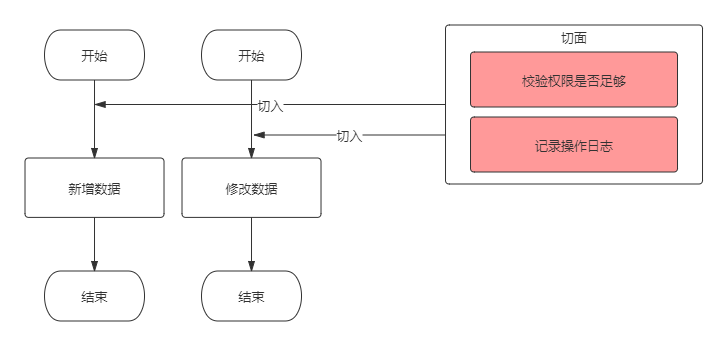 开始
开始
切面
校验权限是否足够
切入
切入
记录操作日志
新增数据
修改数据
结束
结束